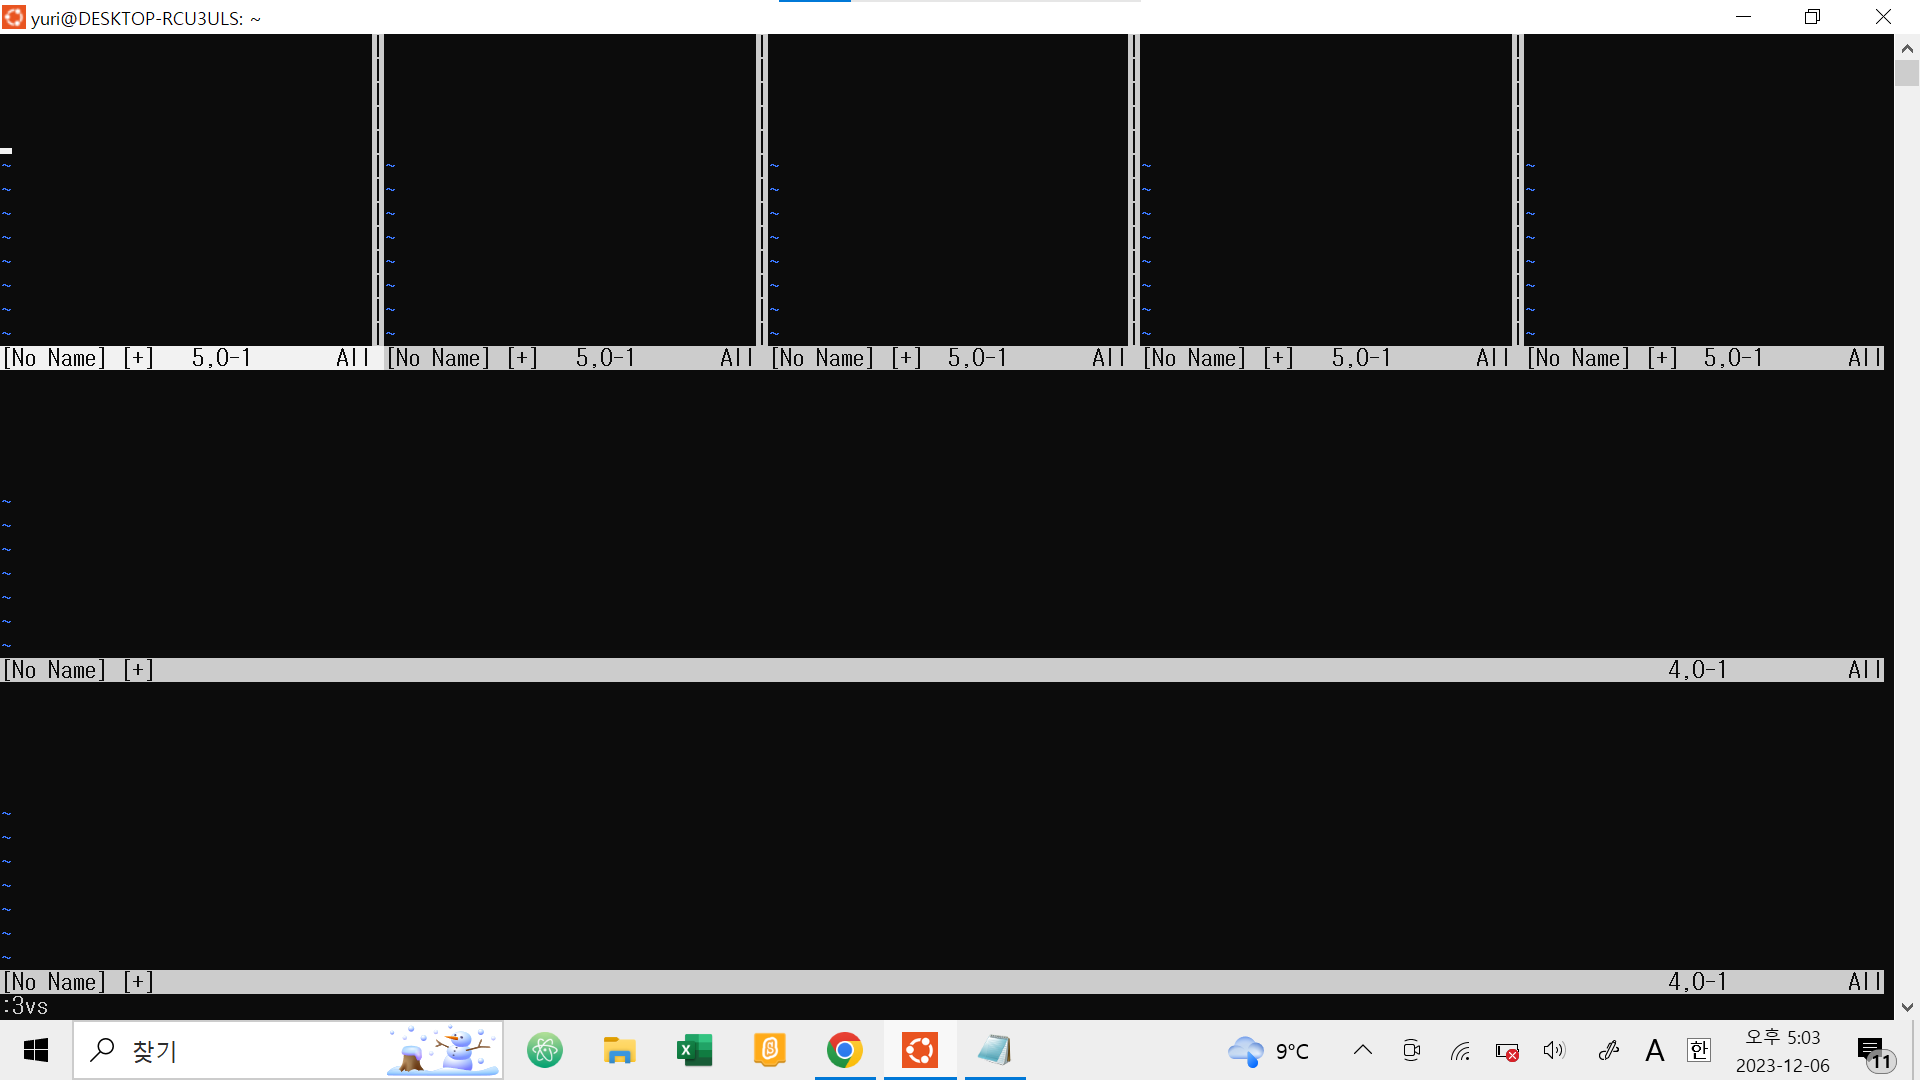 yuri@DESKTOP-RCU3ULS: ~
~ ~ ~ ~ ~
~ ~ ~ ~ ~
~ ~ ~ ~ ~
~ ~ ~ ~ ~
~ ~ ~ ~ ~
~ ~ ~ ~ ~
~ ~ ~ ~ ~
~ ~ ~ ~ ~
[No Name] [+] 5,0-1 All [No Name] [+] 5,0-1 All [No Name] [+] 5,0-1 All [No Name] [+] 5,0-1 All [No Name] [+] 5,0-1 All
~
~
~
~
~
~
~
[No Name] [+] 4,0-1 All
~
~
~
~
~
~
~
[No Name] [+] 4,0-1 All
:3vs
찾기 9°C A 한 오후 5:03
2023-12-06 11